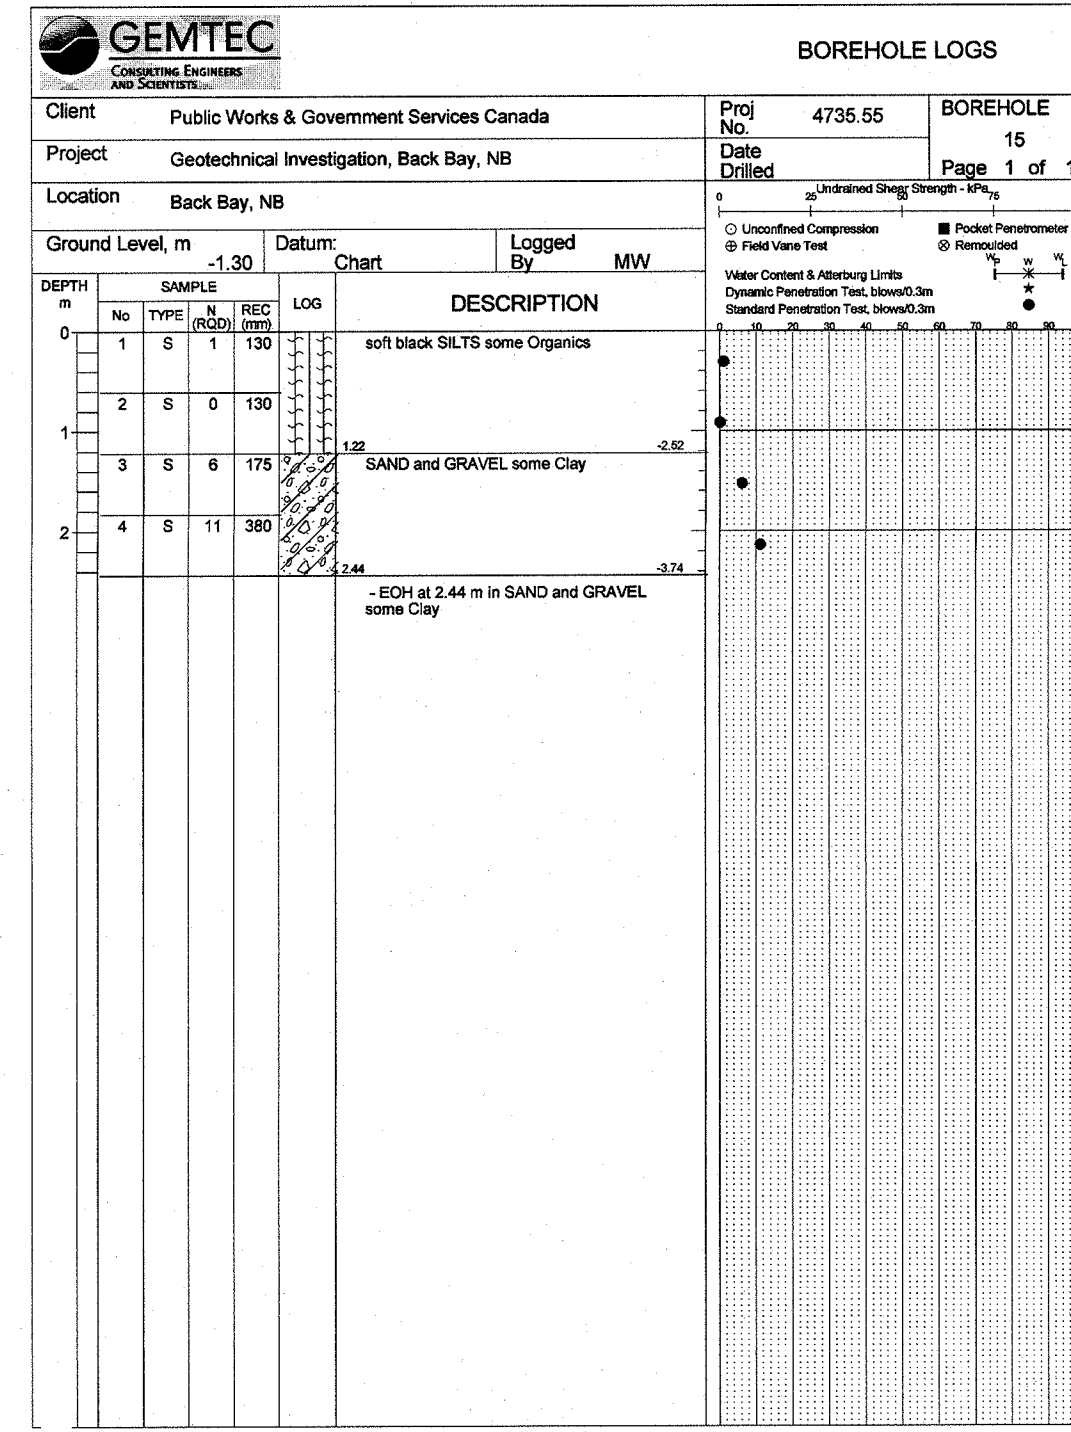 GEMTEC
CONSULTING ENGINEERS
AND SCIENTISTS
BOREHOLE LOGS
Client Public Works & Government Services Canada
Proj No. 4735.55
BOREHOLE
15
Page 1 of 1
Project Geotechnical Investigation, Back Bay, NB
Date Drilled
Location Back Bay, NB
Ground Level, m -1.30
Datum: Chart
Logged By MW
Undrained Shear Strength - kPa
0 25 50 75
Unconfined Compression
Pocket Penetrometer
Field Vane Test
Remoulded
Water Content & Atterburg Limits
WP W WL
Dynamic Penetration Test, blows/0.3m
Standard Penetration Test, blows/0.3m
DEPTH m
SAMPLE
No TYPE N (RQD) REC (mm)
LOG
DESCRIPTION
0 10 20 30 40 50 60 70 80 90
0
1 S 1 130
soft black SILTS some Organics
2 S 0 130
1
1.22 -2.52
3 S 6 175
SAND and GRAVEL some Clay
4 S 11 380
2
2.44 -3.74
- EOH at 2.44 m in SAND and GRAVEL
some Clay